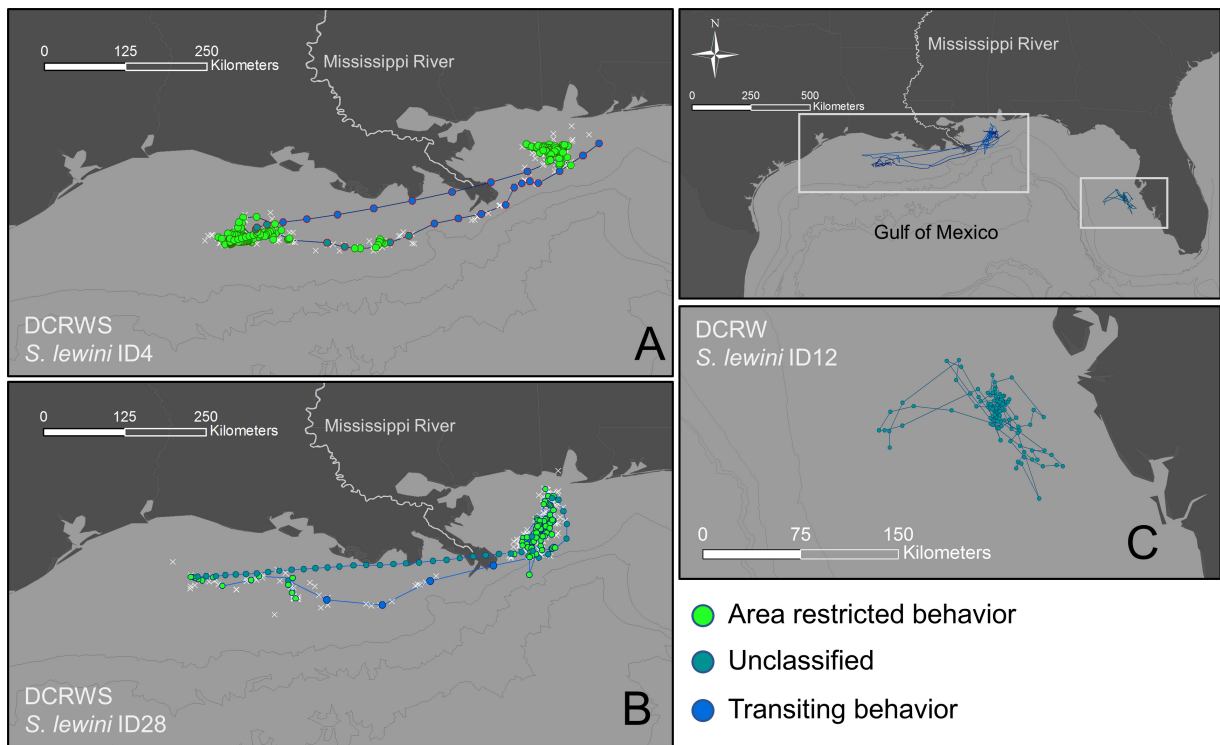 0 125 250
Kilometers
Mississippi River
DCRWS
S. lewini ID4
A
N
Mississippi River
0 250 500
Kilometers
Gulf of Mexico
0 125 250
Kilometers
Mississippi River
DCRWS
S. lewini ID28
B
DCRW
S. lewini ID12
0 75 150
Kilometers
C
Area restricted behavior
Unclassified
Transiting behavior